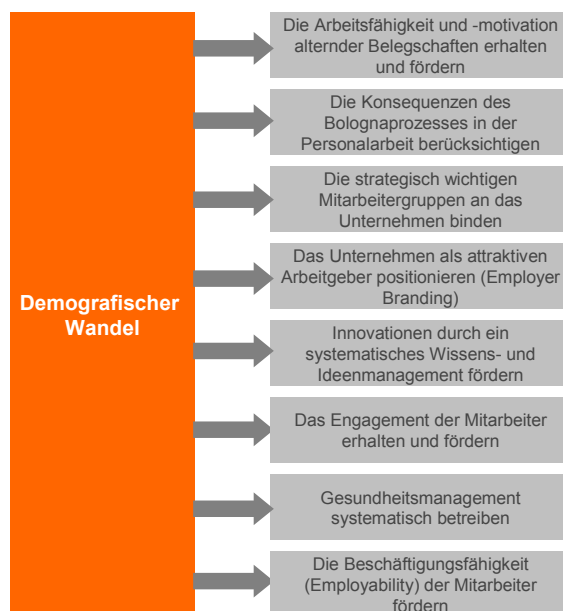 Demografischer
Wandel
Die Arbeitsfähigkeit und -motivation
alternder Belegschaften erhalten
und fördern
Die Konsequenzen des
Bolognaprozesses in der
Personalarbeit berücksichtigen
Die strategisch wichtigen
Mitarbeitergruppen an das
Unternehmen binden
Das Unternehmen als attraktiven
Arbeitgeber positionieren (Employer
Branding)
Innovationen durch ein
systematisches Wissens- und
Ideenmanagement fördern
Das Engagement der Mitarbeiter
erhalten und fördern
Gesundheitsmanagement
systematisch betreiben
Die Beschäftigungsfähigkeit
(Employability) der Mitarbeiter
fördern